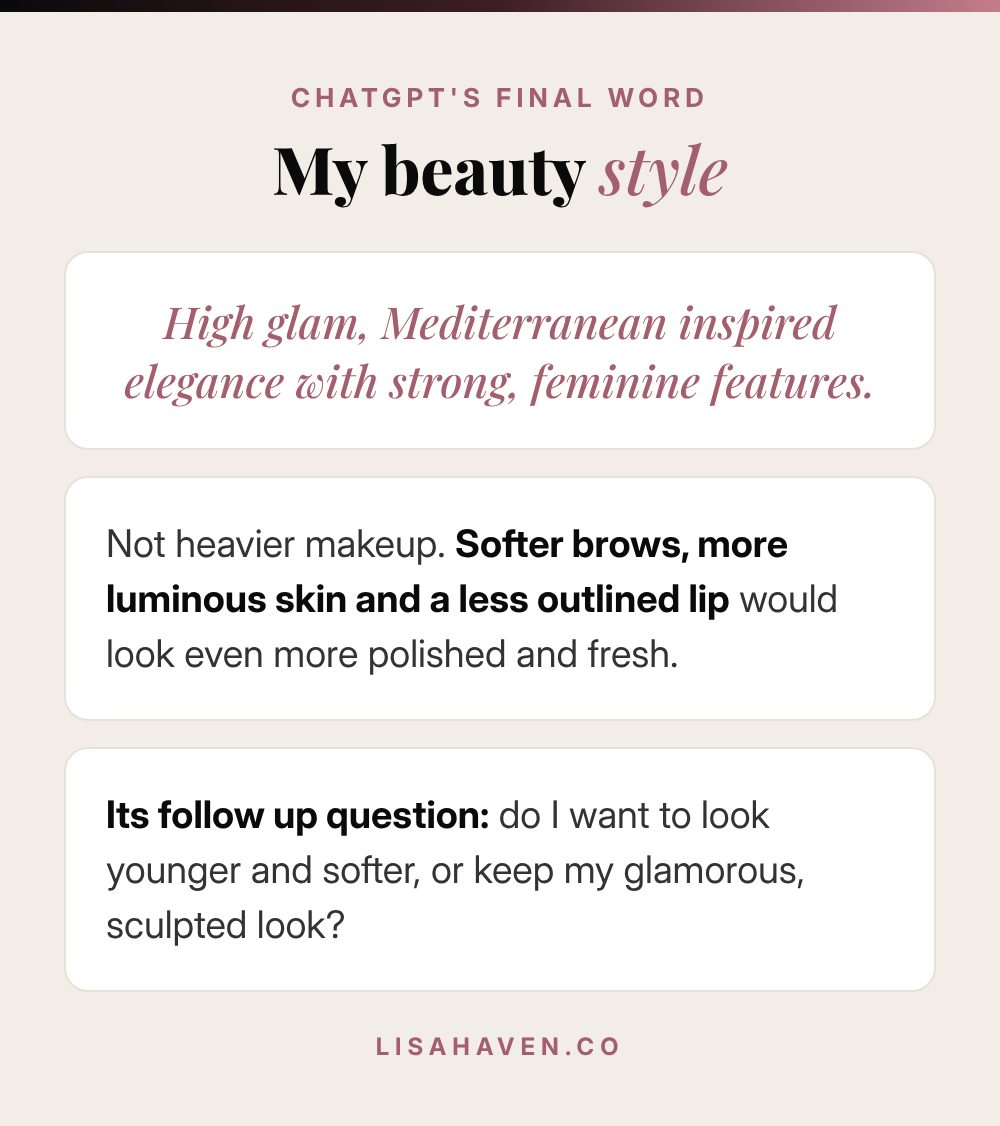 CHATGPT'S FINAL WORD
My beauty style
High glam, Mediterranean inspired
elegance with strong, feminine features.
Not heavier makeup. Softer brows, more
luminous skin and a less outlined lip would
look even more polished and fresh.
Its follow up question: do I want to look
younger and softer, or keep my glamorous,
sculpted look?
LISAHAVEN.CO